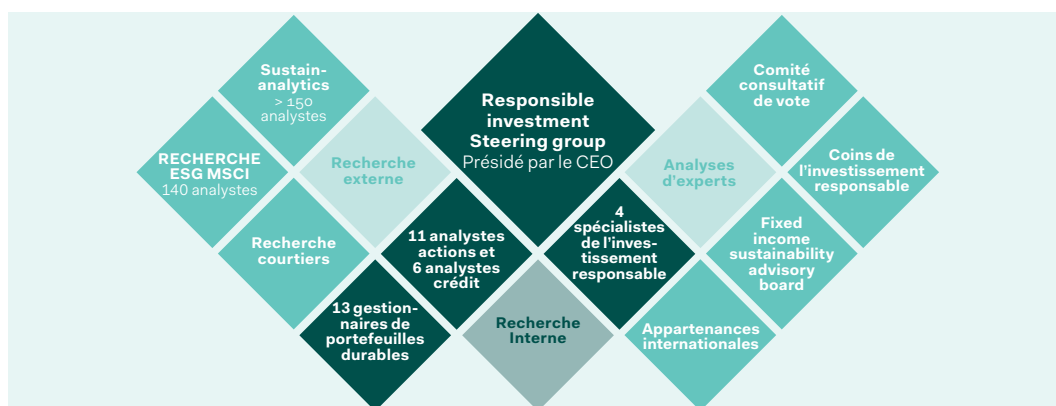 Sustain-
analytics
> 150
analystes
RECHERCHE
ESG MSCI
140 analystes
Recherche
externe
Recherche
courtiers
Responsible
investment
Steering group
Présidé par le CEO
11 analystes
actions et
6 analystes
crédit
4
spécialistes
de l'inves-
tissement
responsable
13 gestion-
naires de
portefeuilles
durables
Recherche
Interne
Comité
consultatif
de vote
Analyses
d'experts
Coins de
l'investissement
responsable
Fixed
income
sustainability
advisory
board
Appartenances
internationales